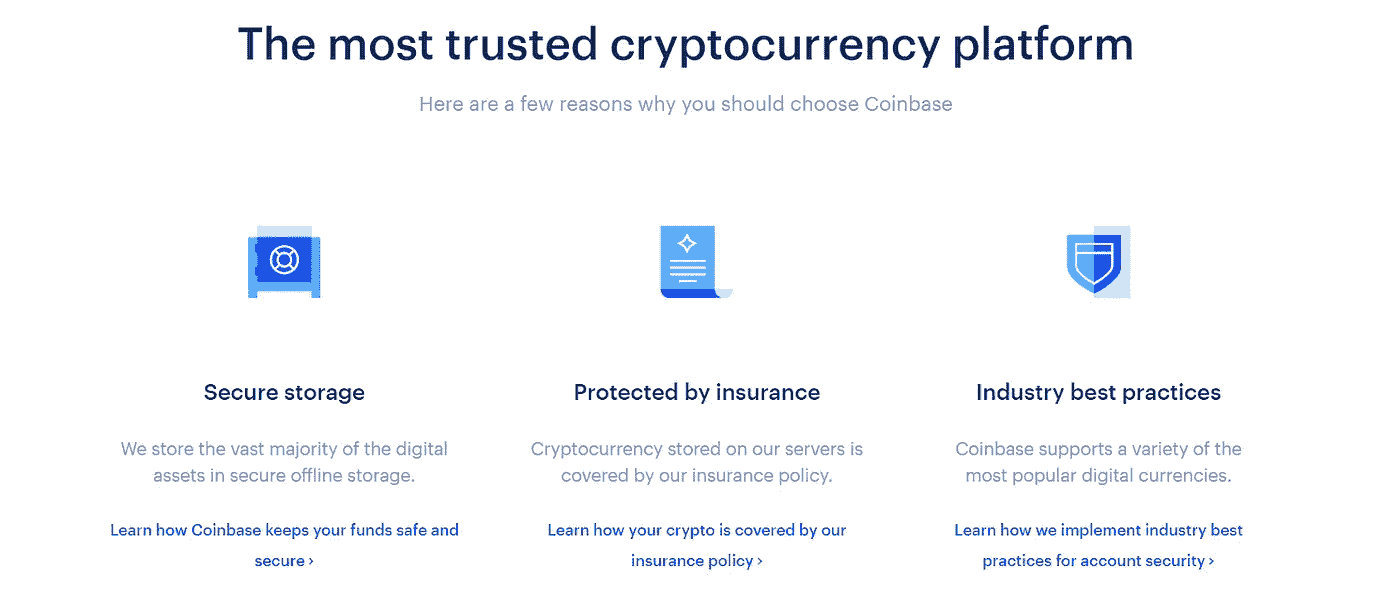 The most trusted cryptocurrency platform
Here are a few reasons why you should choose Coinbase
Secure storage
We store the vast majority of the digital
assets in secure offline storage.
Learn how Coinbase keeps your funds safe and
secure ›
Protected by insurance
Cryptocurrency stored on our servers is
covered by our insurance policy.
Learn how your crypto is covered by our
insurance policy ›
Industry best practices
Coinbase supports a variety of the
most popular digital currencies.
Learn how we implement industry best
practices for account security ›